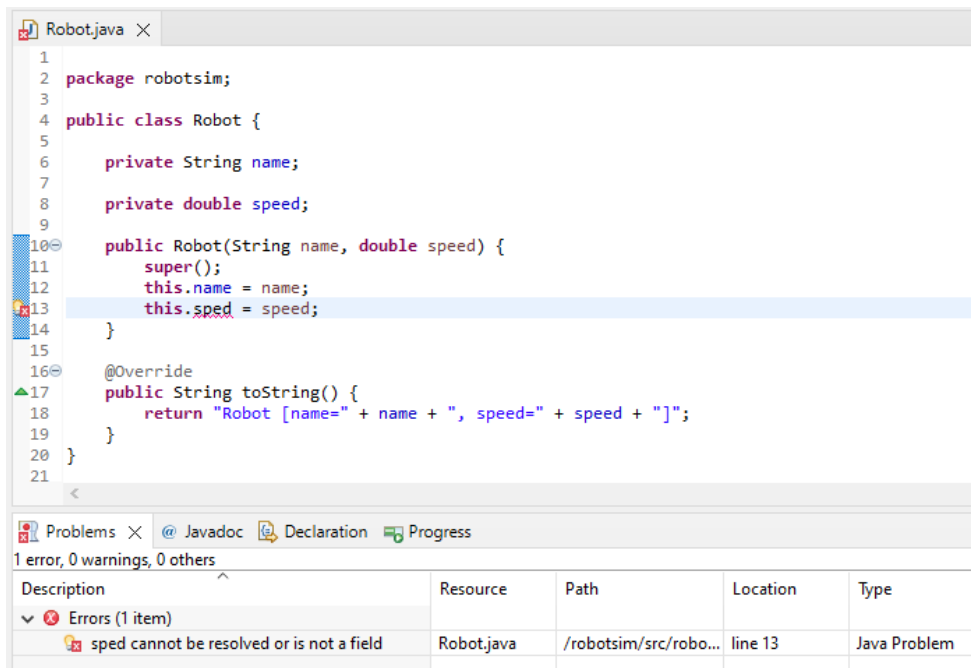 Robot.java
1
2 package robotsim;
3
4 public class Robot {
5
6 private String name;
7
8 private double speed;
9
10 public Robot(String name, double speed) {
11 super();
12 this.name = name;
13 this.sped = speed;
14 }
15
16 @Override
17 public String toString() {
18 return "Robot [name=" + name + ", speed=" + speed + "]";
19 }
20 }
21
Problems @ Javadoc Declaration Progress
1 error, 0 warnings, 0 others
Description Resource Path Location Type
Errors (1 item)
sped cannot be resolved or is not a field Robot.java /robotsim/src/robo... line 13 Java Problem